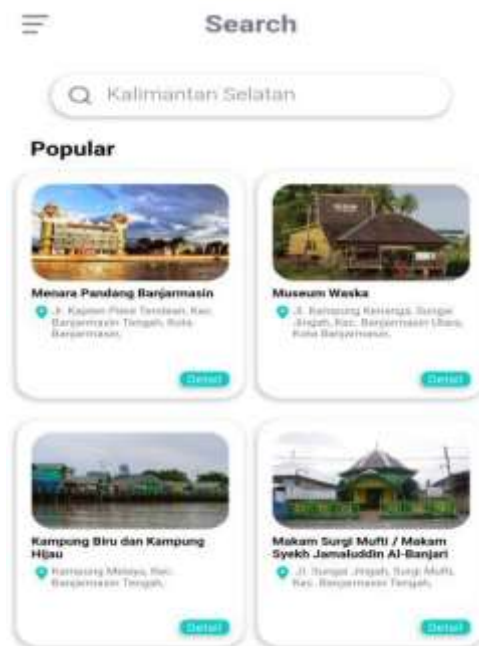 Search
Kalimantan Selatan
Popular
Menara Pandang Banjarmasin
Jl. Kapten Piere Tendean, Kec.
Banjarmasin Tengah, Kota
Banjarmasin,
Detail
Museum Waska
Jl. Kampung Kenanga, Sungai
Jingah, Kec. Banjarmasin Utara,
Kota Banjarmasin,
Detail
Kampung Biru dan Kampung
Hijau
Kampung Melayu, Kec.
Banjarmasin Tengah,
Detail
Makam Surgi Mufti / Makam
Syekh Jamaluddin Al-Banjari
Jl. Sungai Jingah, Surgi Mufti,
Kec. Banjarmasin Tengah,
Detail